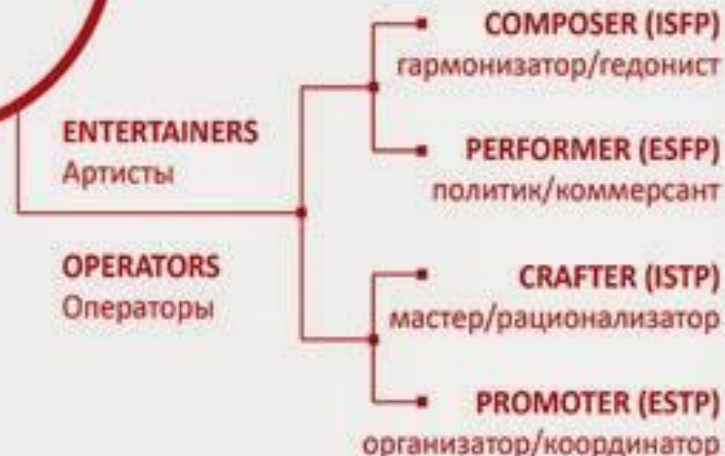 ENTERTAINERS
Артисты
OPERATORS
Операторы
COMPOSER (ISFP)
гармонизатор/гедонист
PERFORMER (ESFP)
политик/коммерсант
CRAFTER (ISTP)
мастер/рационализатор
PROMOTER (ESTP)
организатор/координатор